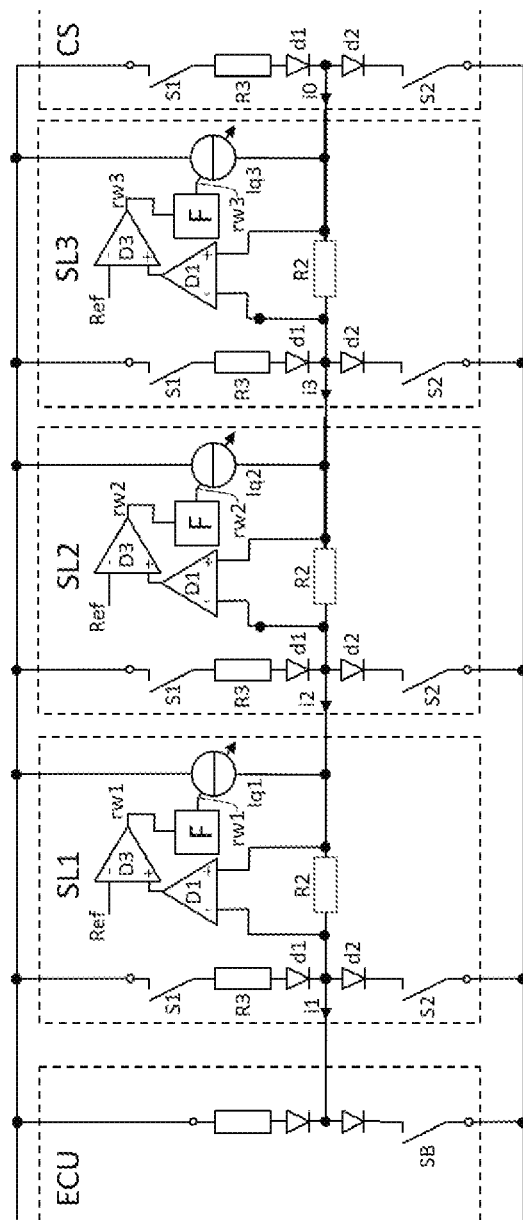 ECU
SB
SL1
Ref
D3
rw1
D1
F
rw1
Iq1
S1
R3
d1
d2
i1
R2
S2
SL2
Ref
D3
rw2
D1
F
rw2
Iq2
S1
R3
d1
d2
i2
R2
S2
SL3
Ref
D3
rw3
D1
F
rw3
Iq3
S1
R3
d1
d2
i3
R2
S2
CS
S1
R3
d1
d2
i0
S2